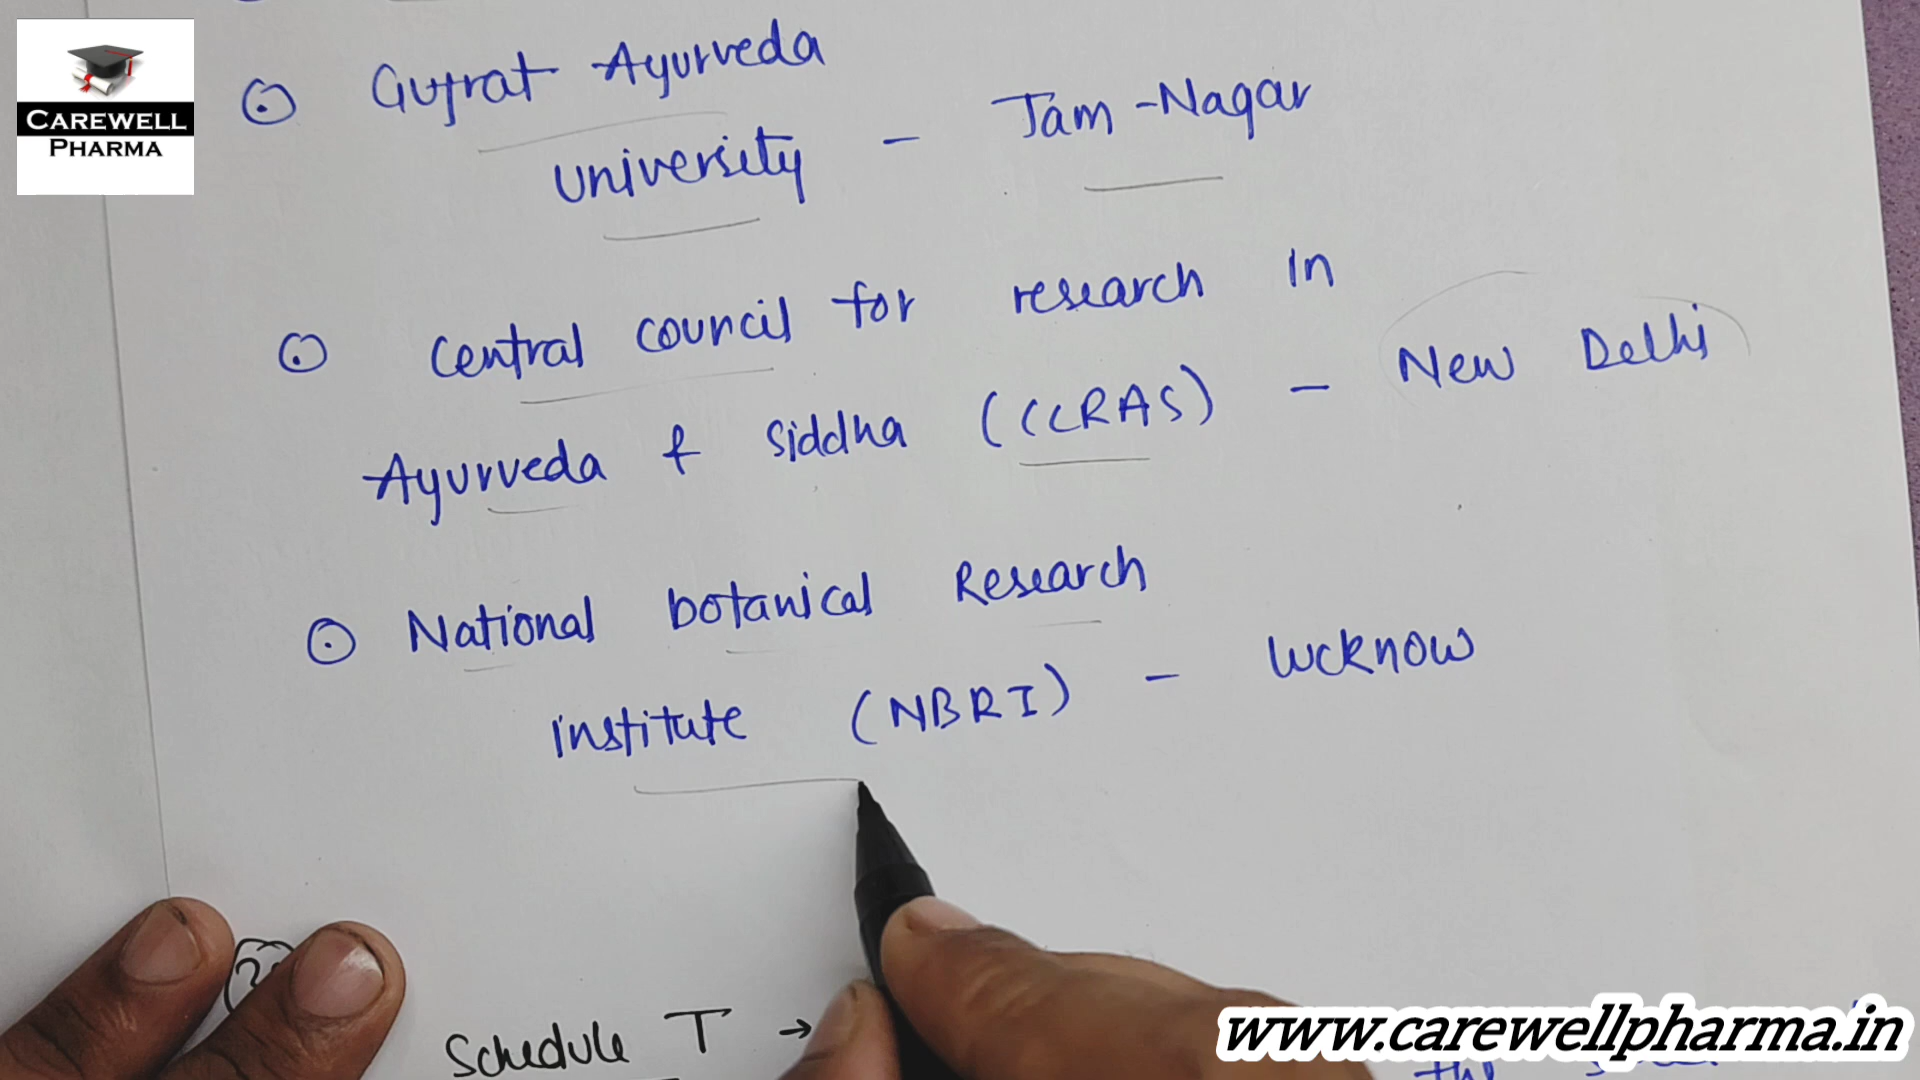 CAREWELL
PHARMA
Gujrat Ayurveda
University - Jam-Nagar
Central council for research in
Ayurveda & Siddha (CCRAS) - New Delhi
National botanical Research
institute (NBRI) - lucknow
Schedule T →
the
www.carewellpharma.in